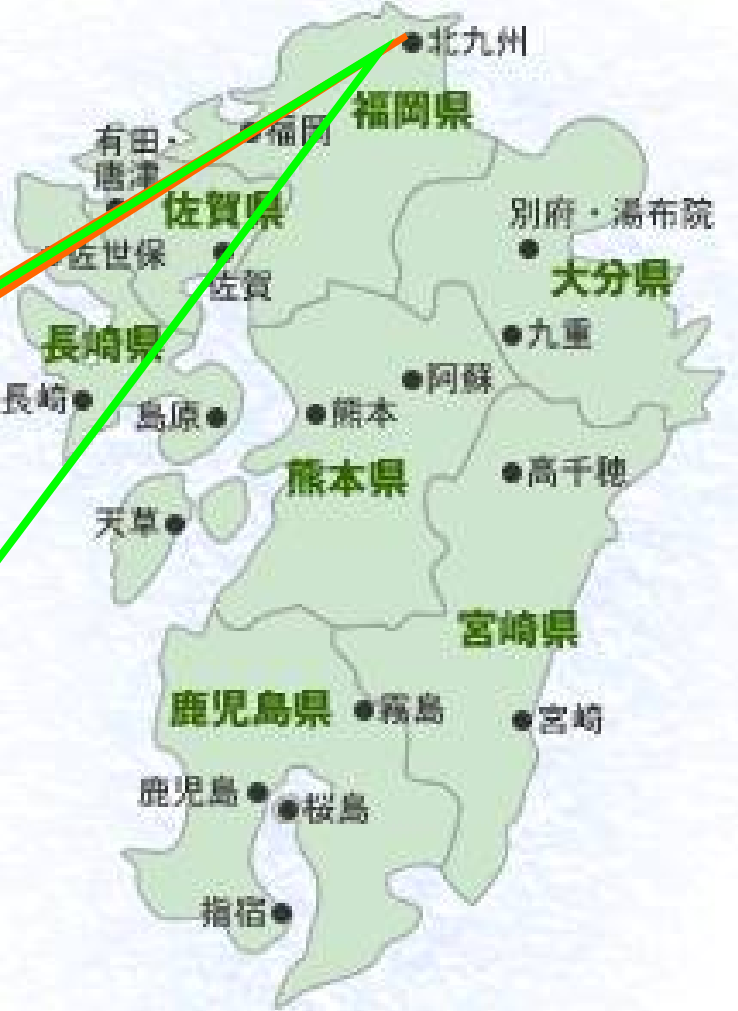 北九州
福岡県
福岡
有田・
唐津
佐賀県
別府・湯布院
佐世保
佐賀
大分県
長崎県
九重
阿蘇
長崎
島原
熊本
熊本県
高千穂
天草
宮崎県
鹿児島県
霧島
宮崎
鹿児島
桜島
指宿